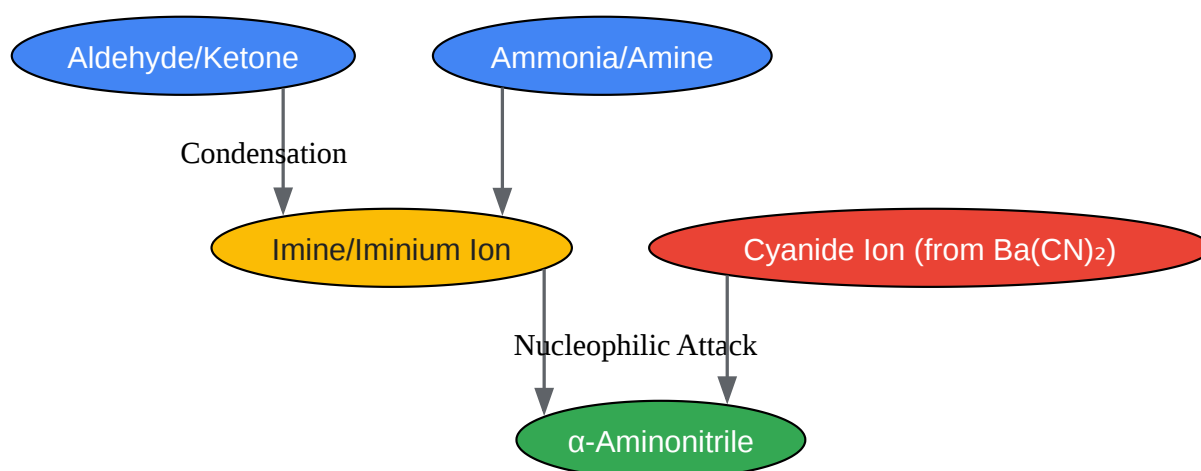 Aldehyde/Ketone
Ammonia/Amine
Condensation
Imine/Iminium Ion
Cyanide Ion (from Ba(CN)₂)
Nucleophilic Attack
α-Aminonitrile